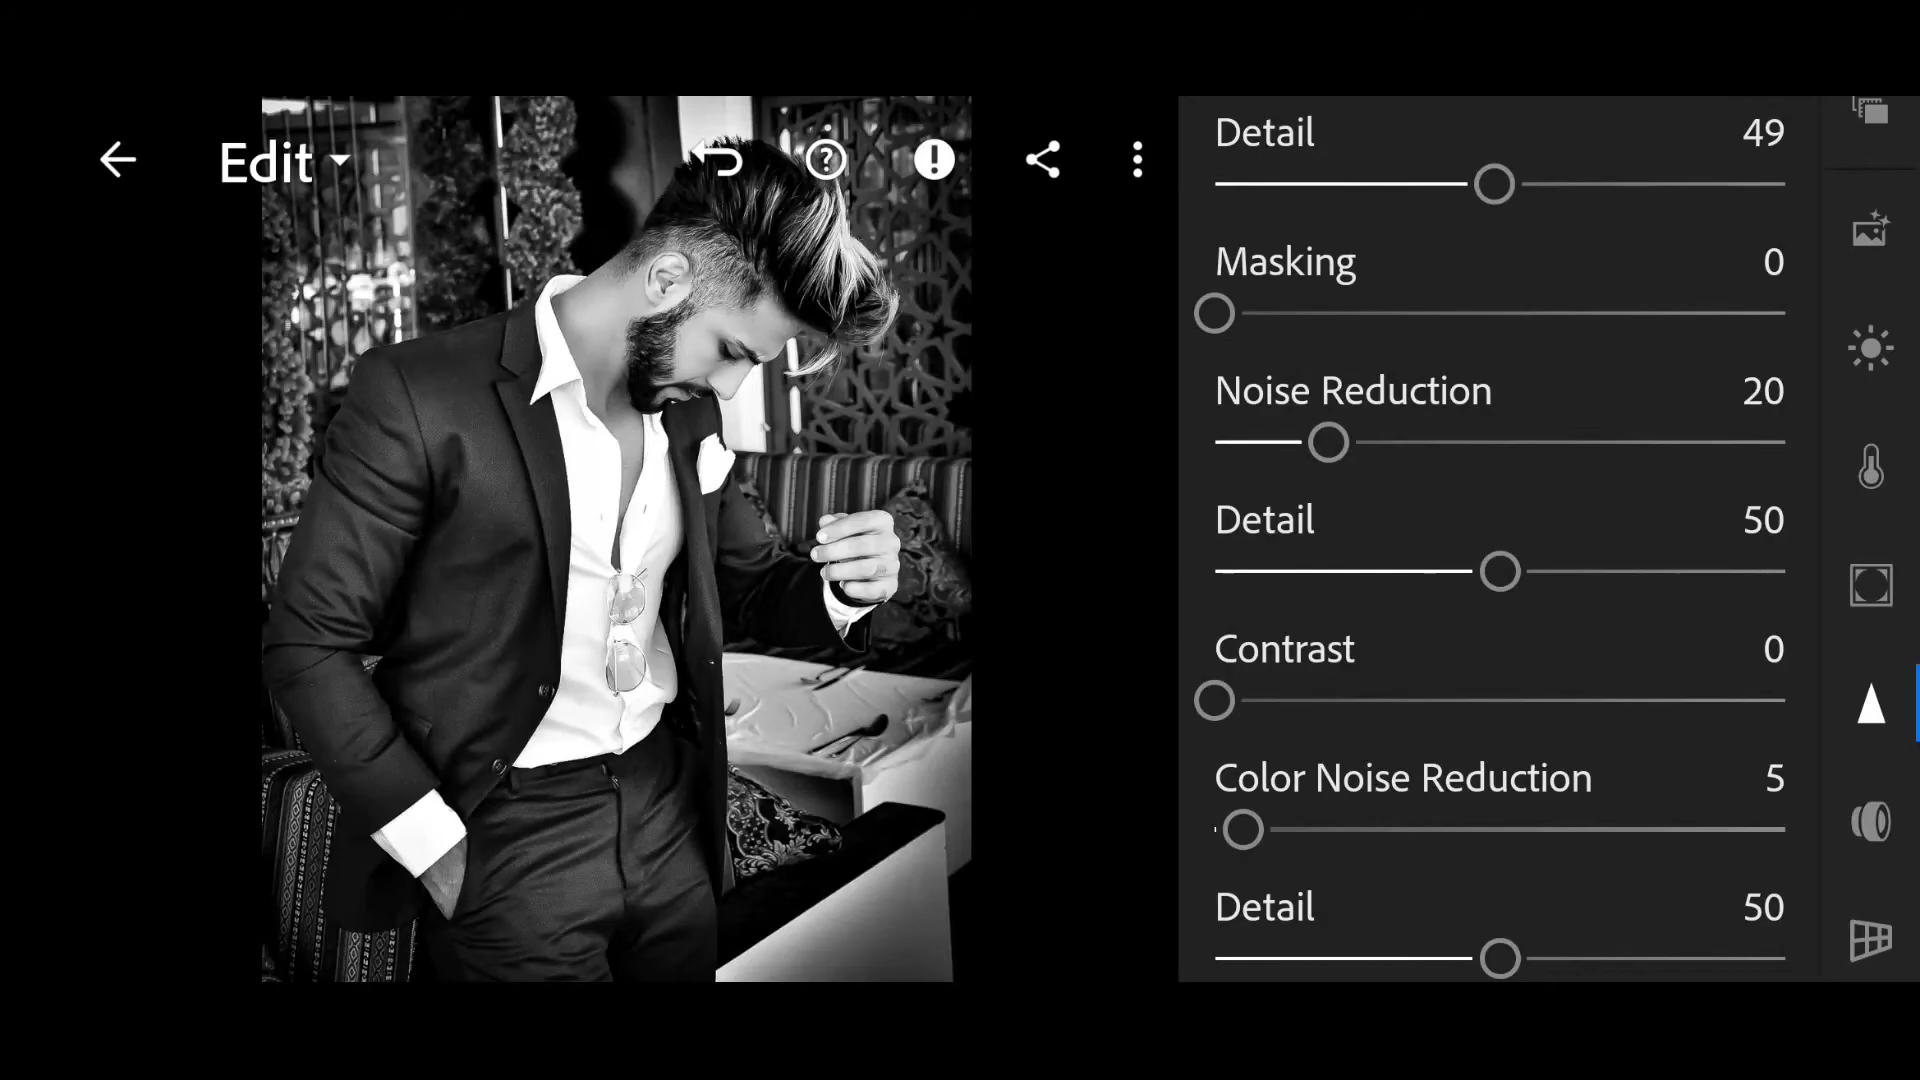 Edit
Detail 49
Masking 0
Noise Reduction 20
Detail 50
Contrast 0
Color Noise Reduction 5
Detail 50